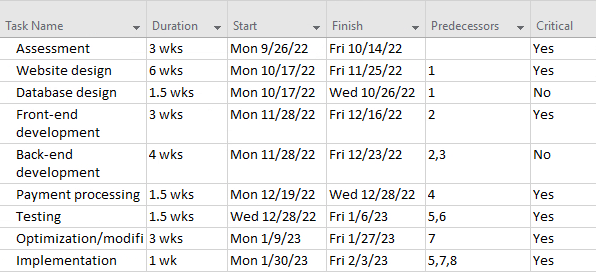 Task Name Duration Start Finish Predecessors Critical
Assessment 3 wks Mon 9/26/22 Fri 10/14/22 Yes
Website design 6 wks Mon 10/17/22 Fri 11/25/22 1 Yes
Database design 1.5 wks Mon 10/17/22 Wed 10/26/22 1 No
Front-end 3 wks Mon 11/28/22 Fri 12/16/22 2 Yes
development
Back-end 4 wks Mon 11/28/22 Fri 12/23/22 2,3 No
development
Payment processing 1.5 wks Mon 12/19/22 Wed 12/28/22 4 Yes
Testing 1.5 wks Wed 12/28/22 Fri 1/6/23 5,6 Yes
Optimization/modifi 3 wks Mon 1/9/23 Fri 1/27/23 7 Yes
Implementation 1 wk Mon 1/30/23 Fri 2/3/23 5,7,8 Yes